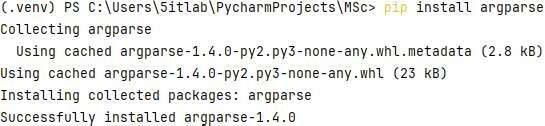 (.venv) PS C:\Users\5itlab\PycharmProjects\MSc> pip install argparse
Collecting argparse
  Using cached argparse-1.4.0-py2.py3-none-any.whl.metadata (2.8 kB)
Using cached argparse-1.4.0-py2.py3-none-any.whl (23 kB)
Installing collected packages: argparse
Successfully installed argparse-1.4.0